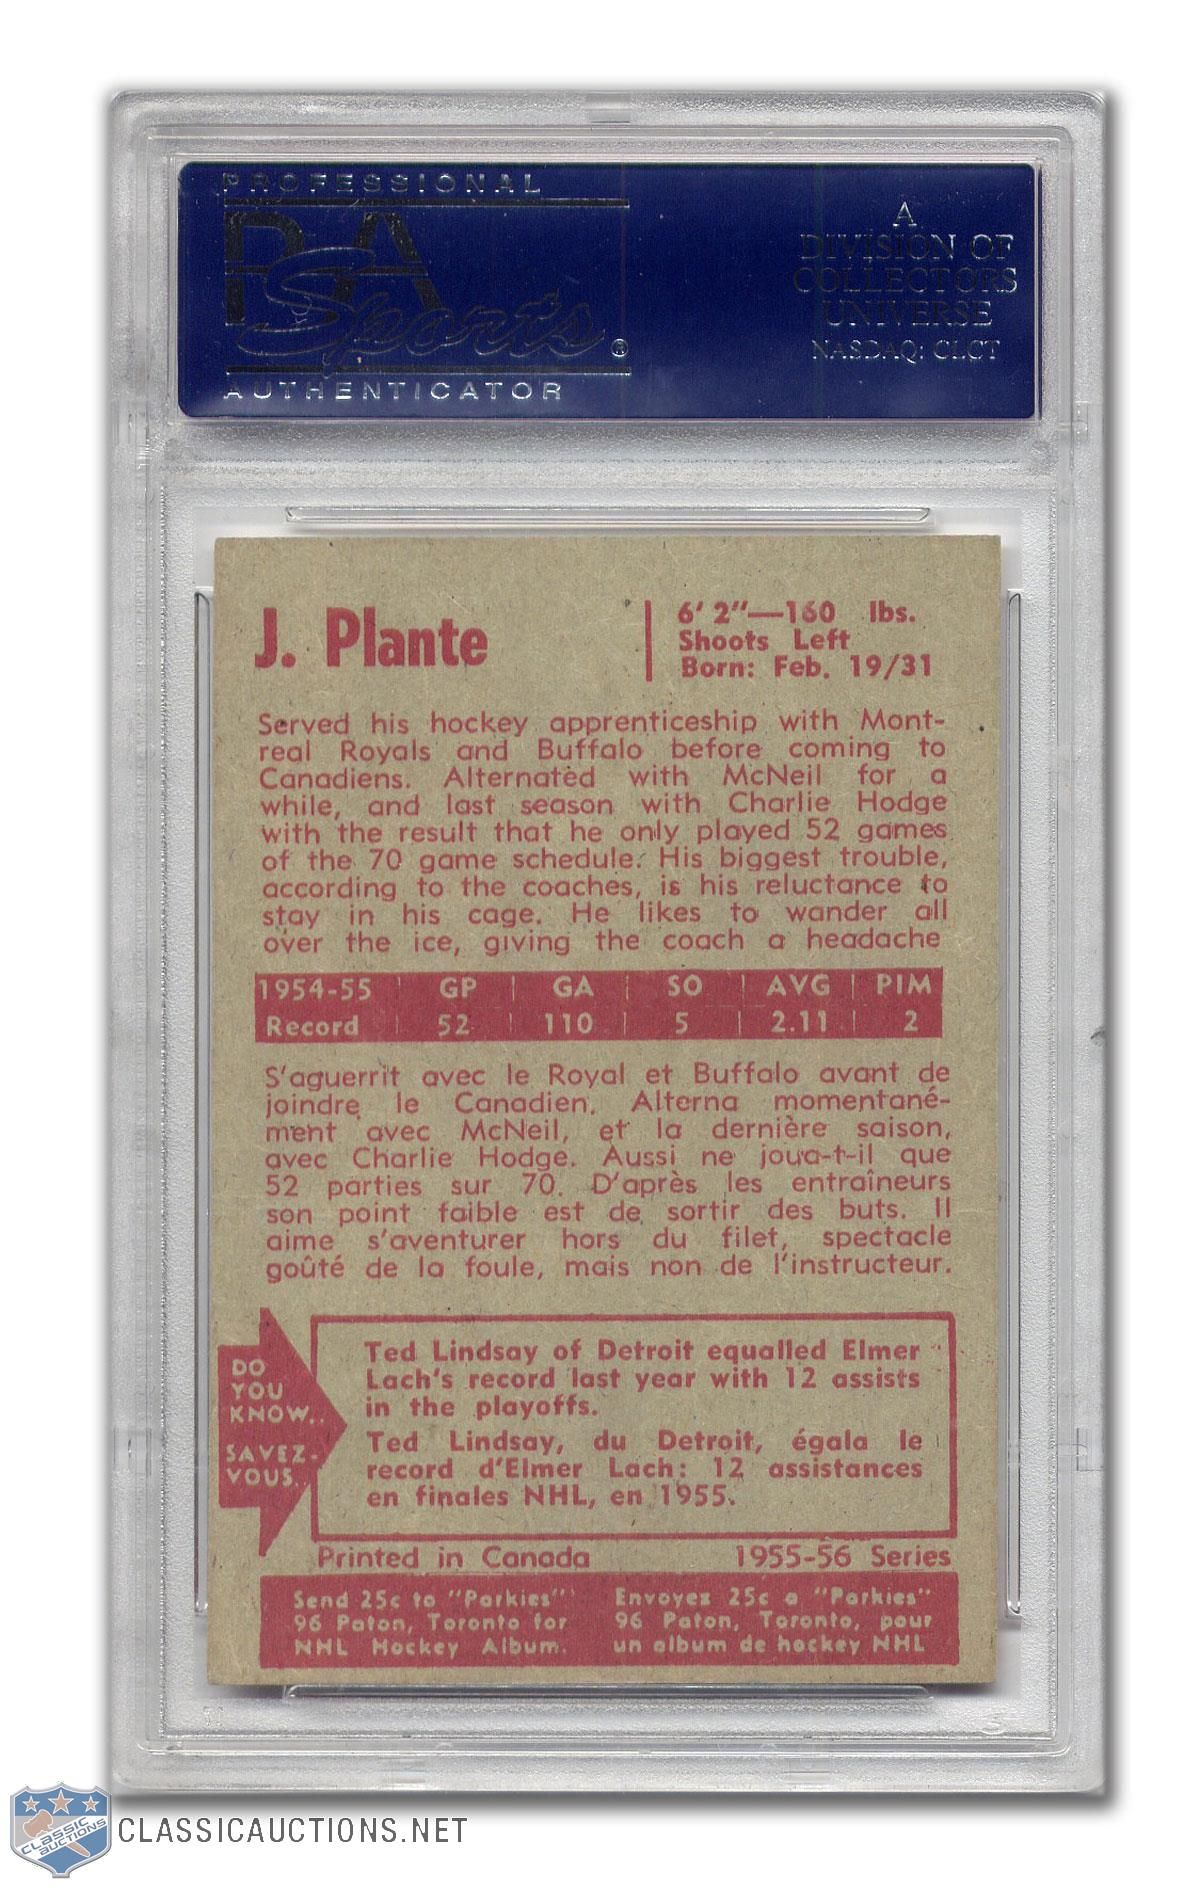 PROFESSIONAL
PSA
Sports®
AUTHENTICATOR
A
DIVISION OF
COLLECTORS
UNIVERSE
NASDAQ: CLCT
J. Plante
6' 2"—160 lbs.
Shoots Left
Born: Feb. 19/31
Served his hockey apprenticeship with Mont-
real Royals and Buffalo before coming to
Canadiens. Alternated with McNeil for a
while, and last season with Charlie Hodge
with the result that he only played 52 games
of the 70 game schedule. His biggest trouble,
according to the coaches, is his reluctance to
stay in his cage. He likes to wander all
over the ice, giving the coach a headache
1954-55 | GP | GA | SO | AVG | PIM
Record | 52 | 110 | 5 | 2.11 | 2
S'aguerrit avec le Royal et Buffalo avant de
joindre le Canadien. Alterna momentané-
ment avec McNeil, et la dernière saison,
avec Charlie Hodge. Aussi ne joua-t-il que
52 parties sur 70. D'après les entraîneurs
son point faible est de sortir des buts. Il
aime s'aventurer hors du filet, spectacle
goûté de la foule, mais non de l'instructeur.
DO
YOU
KNOW..
SAVEZ-
VOUS..
Ted Lindsay of Detroit equalled Elmer
Lach's record last year with 12 assists
in the playoffs.
Ted Lindsay, du Detroit, égala le
record d'Elmer Lach: 12 assistances
en finales NHL, en 1955.
Printed in Canada
1955-56 Series
Send 25c to "Parkies"
96 Paton, Toronto for
NHL Hockey Album.
Envoyez 25c a "Parkies"
96 Paton, Toronto, pour
un album de hockey NHL
CLASSIC
AUCTIONS
CLASSICAUCTIONS.NET